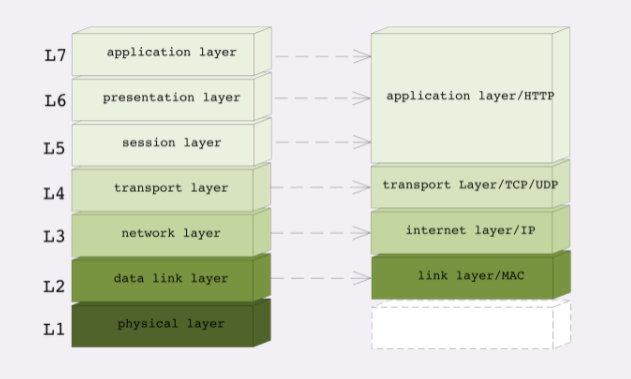 L7 application layer
L6 presentation layer
L5 session layer
L4 transport layer
L3 network layer
L2 data link layer
L1 physical layer
application layer/HTTP
transport Layer/TCP/UDP
internet layer/IP
link layer/MAC